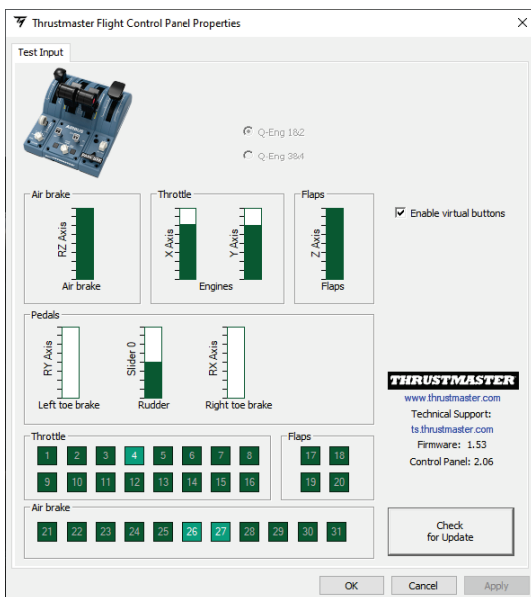 Thrustmaster Flight Control Panel Properties
Test Input
Q-Eng 1&2
Q-Eng 3&4
Air brake
Throttle
Flaps
RZ Axis
X Axis
Y Axis
Z Axis
Enable virtual buttons
Air brake
Engines
Flaps
Pedals
RY Axis
Slider 0
RX Axis
Left toe brake
Rudder
Right toe brake
THRUSTMASTER
www.thrustmaster.com
Technical Support:
ts.thrustmaster.com
Firmware: 1.53
Control Panel: 2.06
Throttle
Flaps
1 2 3 4 5 6 7 8 17 18
9 10 11 12 13 14 15 16 19 20
Air brake
21 22 23 24 25 26 27 28 29 30 31
Check
for Update
OK Cancel Apply